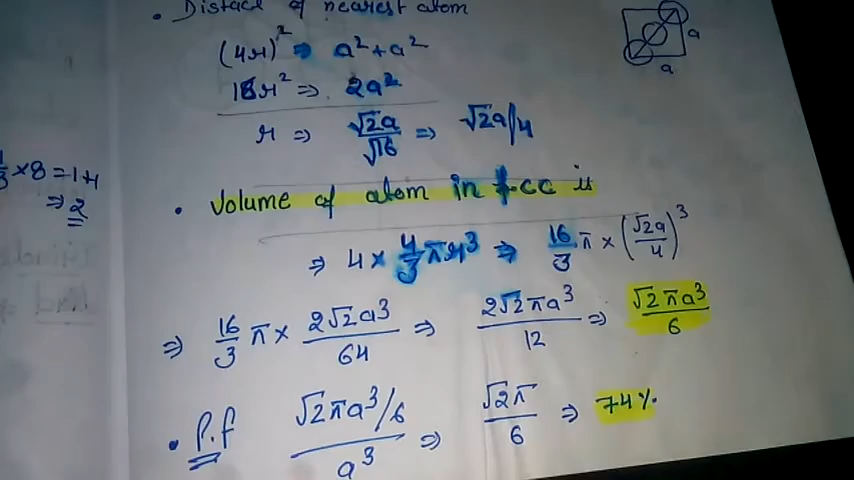 • Distace of nearest atom
(4r)² ⇒ a² + a²
16r² ⇒ 2a²
r ⇒ √2a/√16 ⇒ √2a/4
a
a
1/8 × 8 = 1 + 1
⇒ 2
• Volume of atom in f.cc is
⇒ 4 × 4/3 πr³ ⇒ 16/3 π × (√2a/4)³
⇒ 16/3 π × 2√2a³/64 ⇒ 2√2πa³/12 ⇒ √2πa³/6
• P.f √2πa³/6 / a³ ⇒ √2π/6 ⇒ 74%.